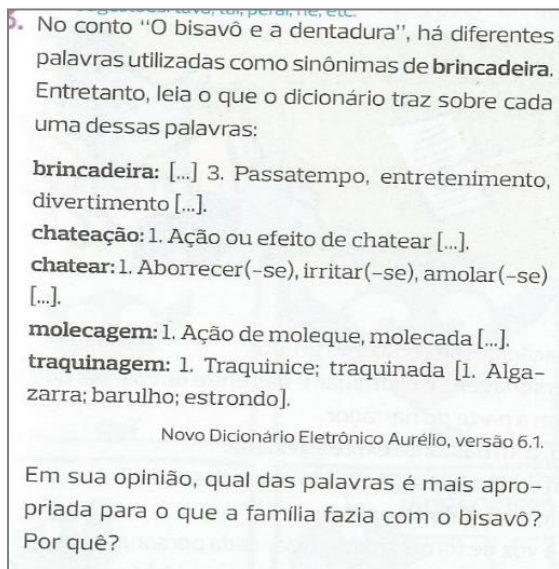 5. No conto "O bisavô e a dentadura", há diferentes
palavras utilizadas como sinônimas de brincadeira.
Entretanto, leia o que o dicionário traz sobre cada
uma dessas palavras:
brincadeira: [...] 3. Passatempo, entretenimento,
divertimento [...].
chateação: 1. Ação ou efeito de chatear [...].
chatear: 1. Aborrecer(-se), irritar(-se), amolar(-se)
[...].
molecagem: 1. Ação de moleque, molecada [...].
traquinagem: 1. Traquinice; traquinada [1. Alga-
zarra; barulho; estrondo].
Novo Dicionário Eletrônico Aurélio, versão 6.1.
Em sua opinião, qual das palavras é mais apro-
priada para o que a família fazia com o bisavô?
Por quê?